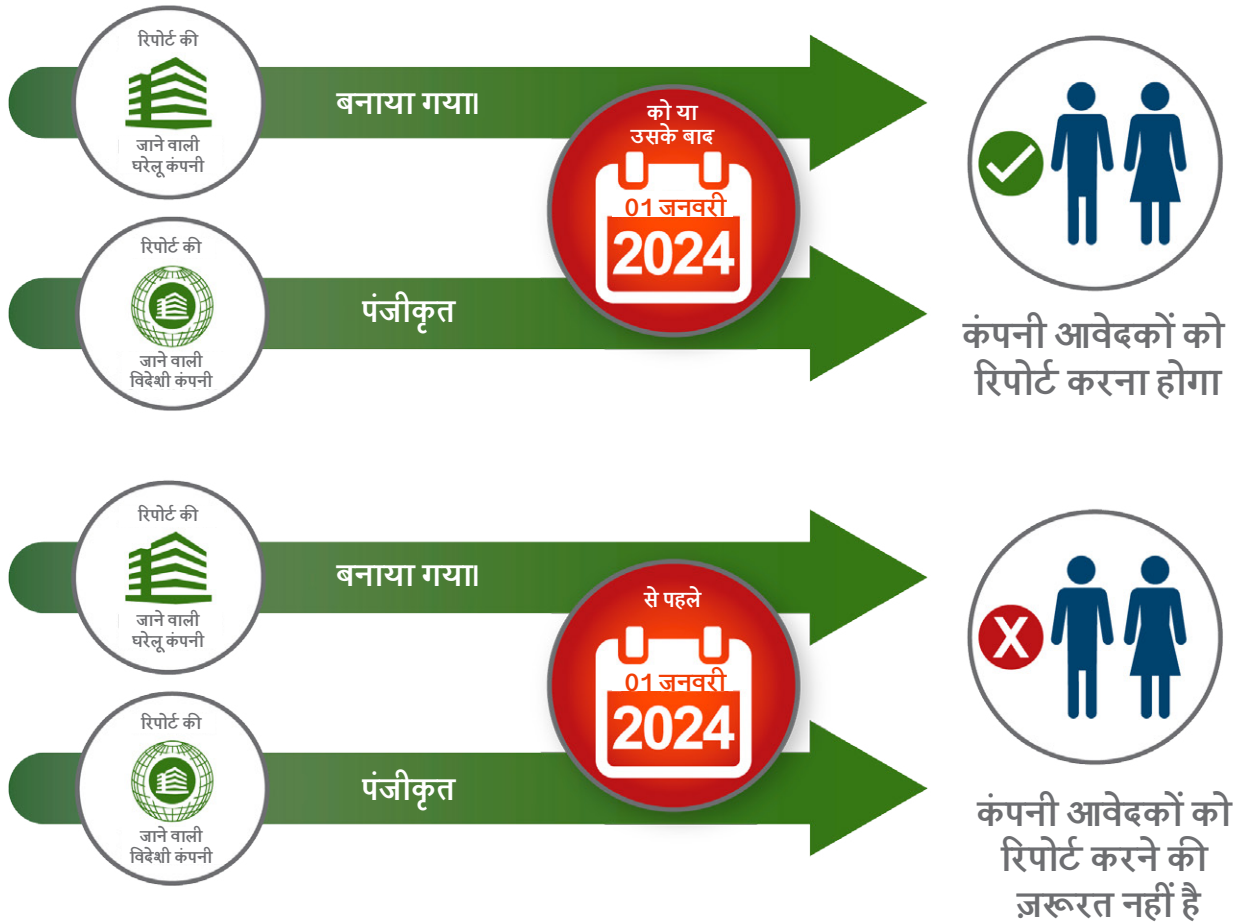 रिपोर्ट की
जाने वाली
घरेलू कंपनी
बनाया गया।
को या
उसके बाद
01 जनवरी
2024
रिपोर्ट की
जाने वाली
विदेशी कंपनी
पंजीकृत
कंपनी आवेदकों को
रिपोर्ट करना होगा
रिपोर्ट की
जाने वाली
घरेलू कंपनी
बनाया गया।
से पहले
01 जनवरी
2024
X
रिपोर्ट की
जाने वाली
विदेशी कंपनी
पंजीकृत
कंपनी आवेदकों को
रिपोर्ट करने की
ज़रूरत नहीं है